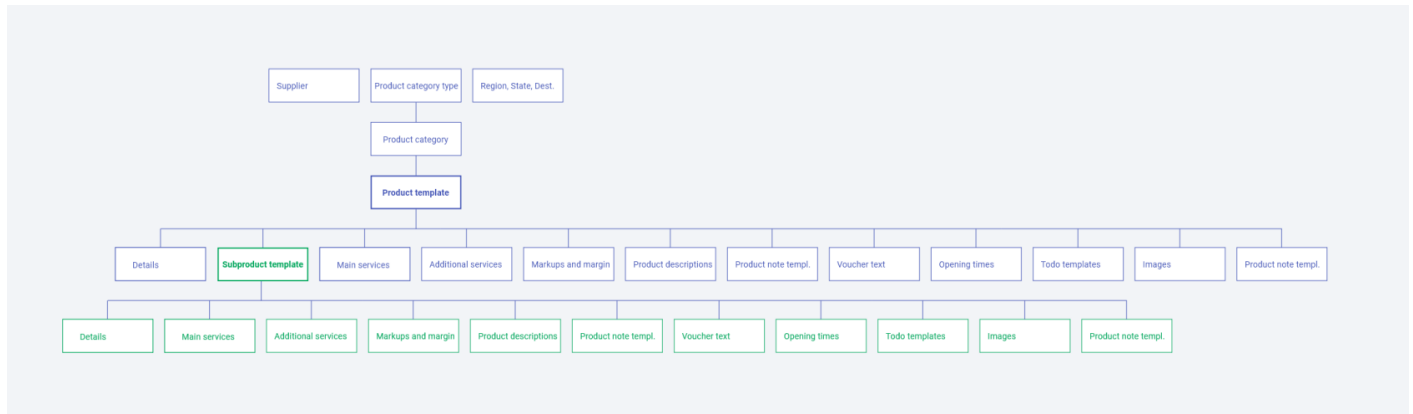 Supplier
Product category type
Region, State, Dest.
Product category
Product template
Details
Subproduct template
Main services
Additional services
Markups and margin
Product descriptions
Product note templ.
Voucher text
Opening times
Todo templates
Images
Product note templ.
Details
Main services
Additional services
Markups and margin
Product descriptions
Product note templ.
Voucher text
Opening times
Todo templates
Images
Product note templ.